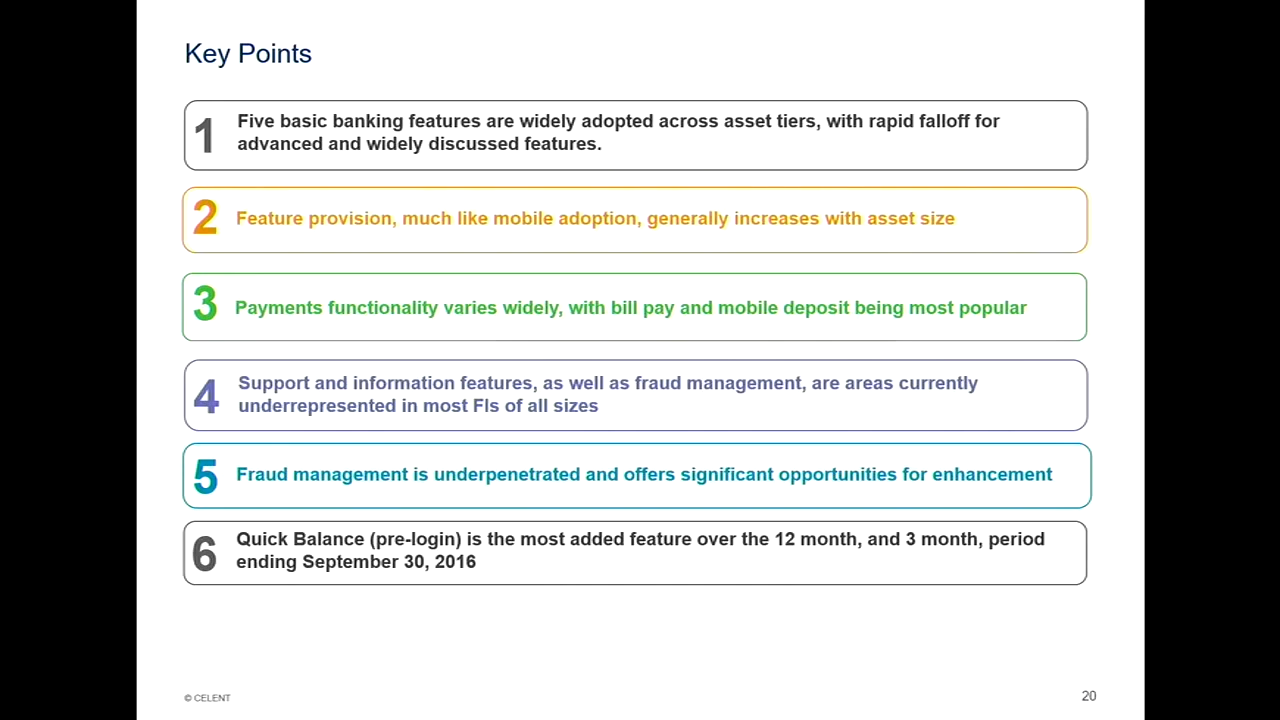 Key Points
1
Five basic banking features are widely adopted across asset tiers, with rapid falloff for
advanced and widely discussed features.
2
Feature provision, much like mobile adoption, generally increases with asset size
3
Payments functionality varies widely, with bill pay and mobile deposit being most popular
4
Support and information features, as well as fraud management, are areas currently
underrepresented in most FIs of all sizes
5
Fraud management is underpenetrated and offers significant opportunities for enhancement
6
Quick Balance (pre-login) is the most added feature over the 12 month, and 3 month, period
ending September 30, 2016
© CELENT
20